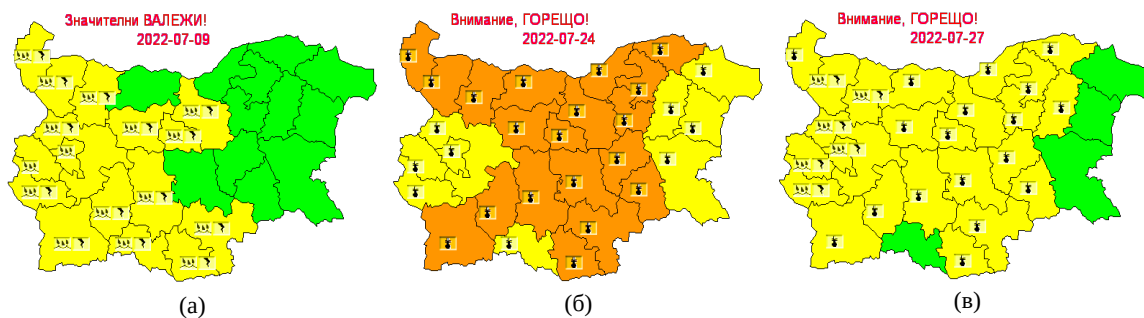 Значителни ВАЛЕЖИ!
2022-07-09
(а)
Внимание, ГОРЕЩО!
2022-07-24
(б)
Внимание, ГОРЕЩО!
2022-07-27
(в)